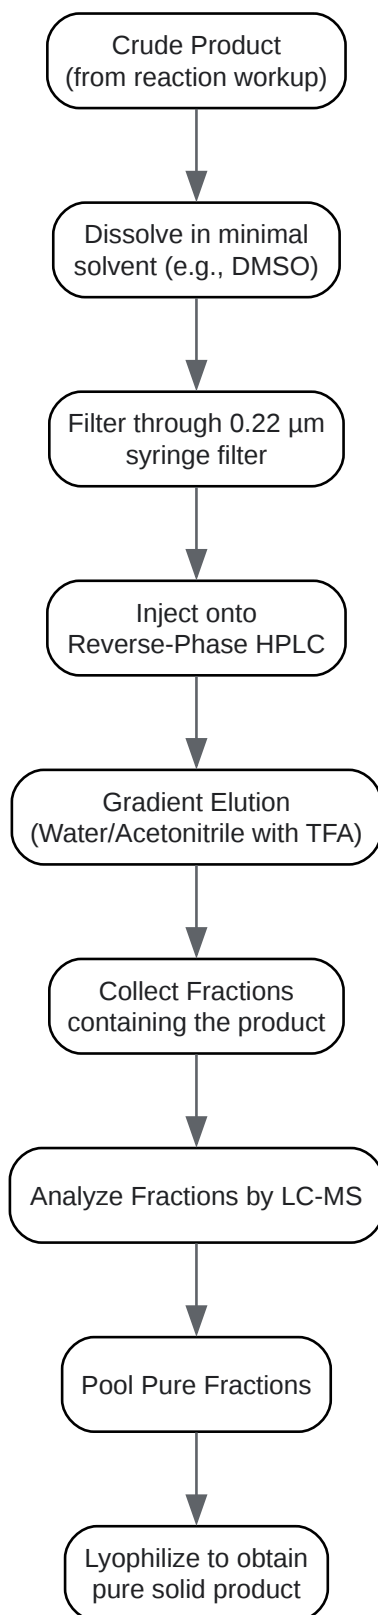 Crude Product
(from reaction workup)
Dissolve in minimal
solvent (e.g., DMSO)
Filter through 0.22 µm
syringe filter
Inject onto
Reverse-Phase HPLC
Gradient Elution
(Water/Acetonitrile with TFA)
Collect Fractions
containing the product
Analyze Fractions by LC-MS
Pool Pure Fractions
Lyophilize to obtain
pure solid product